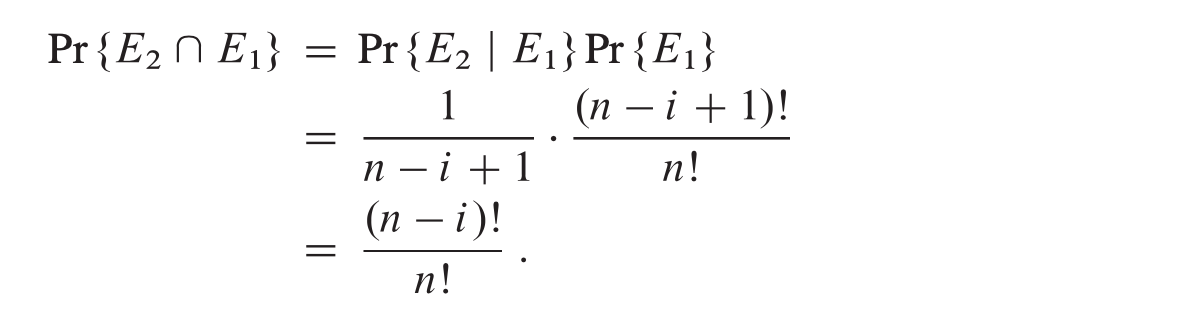 Pr{E₂ ∩ E₁} = Pr{E₂ | E₁}Pr{E₁}
= 1/(n − i + 1) · (n − i + 1)!/n!
= (n − i)!/n! .